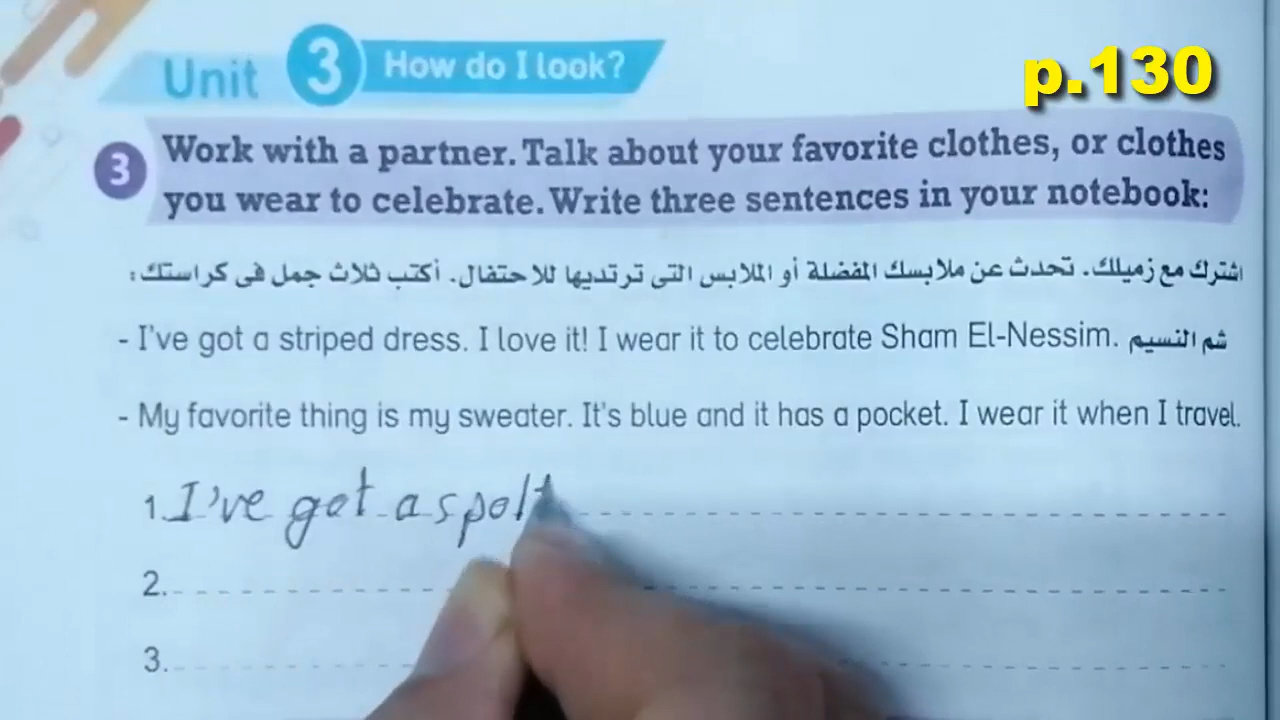 Unit 3 How do I look?
p.130
3 Work with a partner. Talk about your favorite clothes, or clothes
you wear to celebrate. Write three sentences in your notebook:
اشترك مع زميلك. تحدث عن ملابسك المفضلة أو الملابس التى ترتديها للاحتفال. أكتب ثلاث جمل فى كراستك:
- I've got a striped dress. I love it! I wear it to celebrate Sham El-Nessim. شم النسيم
- My favorite thing is my sweater. It's blue and it has a pocket. I wear it when I travel.
1. I've got a spott
2.
3.